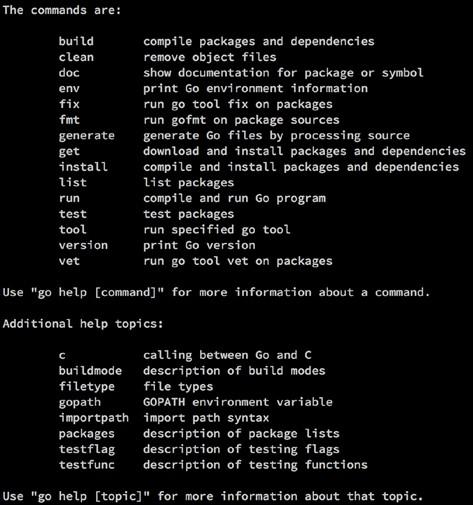 The commands are:
build compile packages and dependencies
clean remove object files
doc show documentation for package or symbol
env print Go environment information
fix run go tool fix on packages
fmt run gofmt on package sources
generate generate Go files by processing source
get download and install packages and dependencies
install compile and install packages and dependencies
list list packages
run compile and run Go program
test test packages
tool run specified go tool
version print Go version
vet run go tool vet on packages
Use "go help [command]" for more information about a command.
Additional help topics:
c calling between Go and C
buildmode description of build modes
filetype file types
gopath GOPATH environment variable
importpath import path syntax
packages description of package lists
testflag description of testing flags
testfunc description of testing functions
Use "go help [topic]" for more information about that topic.